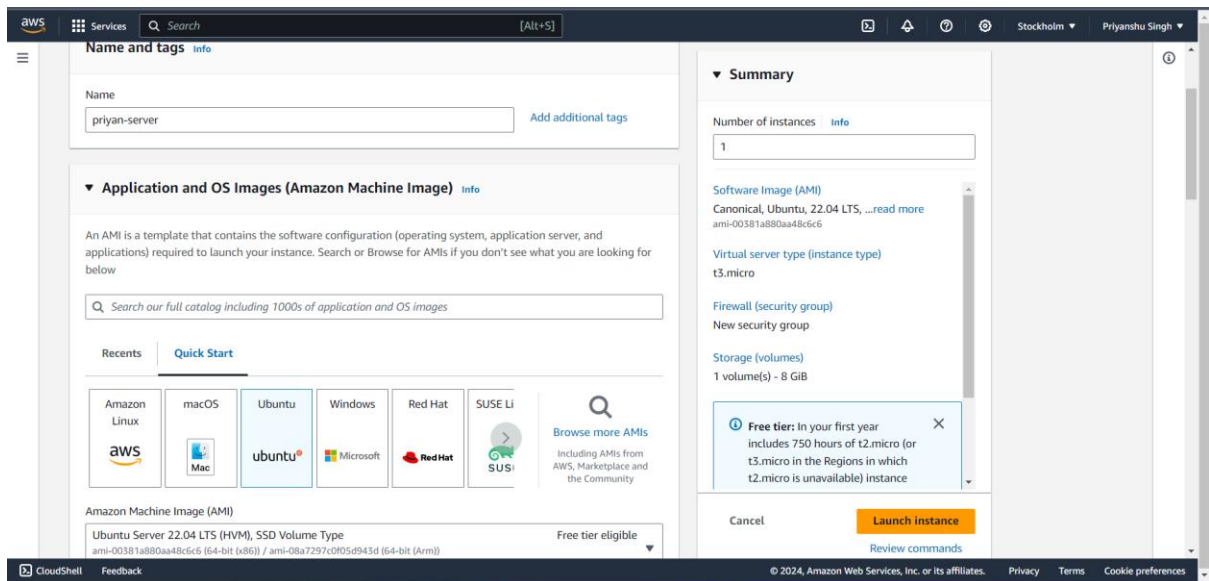 aws
Services
Search
[Alt+S]
Stockholm
Priyanshu Singh
Name and tags Info
Name
priyan-server
Add additional tags
Application and OS Images (Amazon Machine Image) Info
An AMI is a template that contains the software configuration (operating system, application server, and
applications) required to launch your instance. Search or Browse for AMIs if you don't see what you are looking for
below
Search our full catalog including 1000s of application and OS images
Recents
Quick Start
Amazon
Linux
aws
macOS
Mac
Ubuntu
ubuntu
Windows
Microsoft
Red Hat
Red Hat
SUSE Li
SUS
Browse more AMIs
Including AMIs from
AWS, Marketplace and
the Community
Amazon Machine Image (AMI)
Ubuntu Server 22.04 LTS (HVM), SSD Volume Type
Free tier eligible
ami-00381a880aa48c6c6 (64-bit (x86)) / ami-08a7297c0f05d943d (64-bit (Arm))
Summary
Number of instances Info
1
Software Image (AMI)
Canonical, Ubuntu, 22.04 LTS, ...read more
ami-00381a880aa48c6c6
Virtual server type (instance type)
t3.micro
Firewall (security group)
New security group
Storage (volumes)
1 volume(s) - 8 GiB
Free tier: In your first year
includes 750 hours of t2.micro (or
t3.micro in the Regions in which
t2.micro is unavailable) instance
Cancel
Launch instance
Review commands
CloudShell
Feedback
© 2024, Amazon Web Services, Inc. or its affiliates.
Privacy
Terms
Cookie preferences